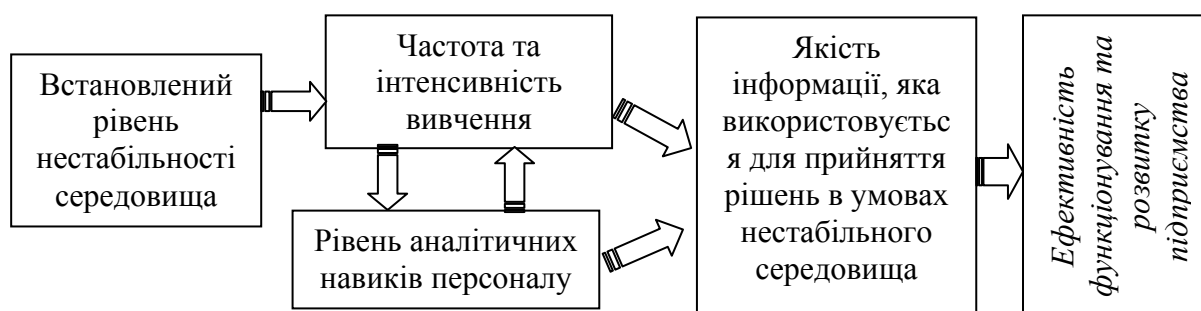 Встановлений
рівень
нестабільності
середовища
Частота та
інтенсивність
вивчення
Рівень аналітичних
навиків персоналу
Якість
інформації, яка
використовуєтьс
я для прийняття
рішень в умовах
нестабільного
середовища
Ефективність
функціонування та
розвитку
підприємства